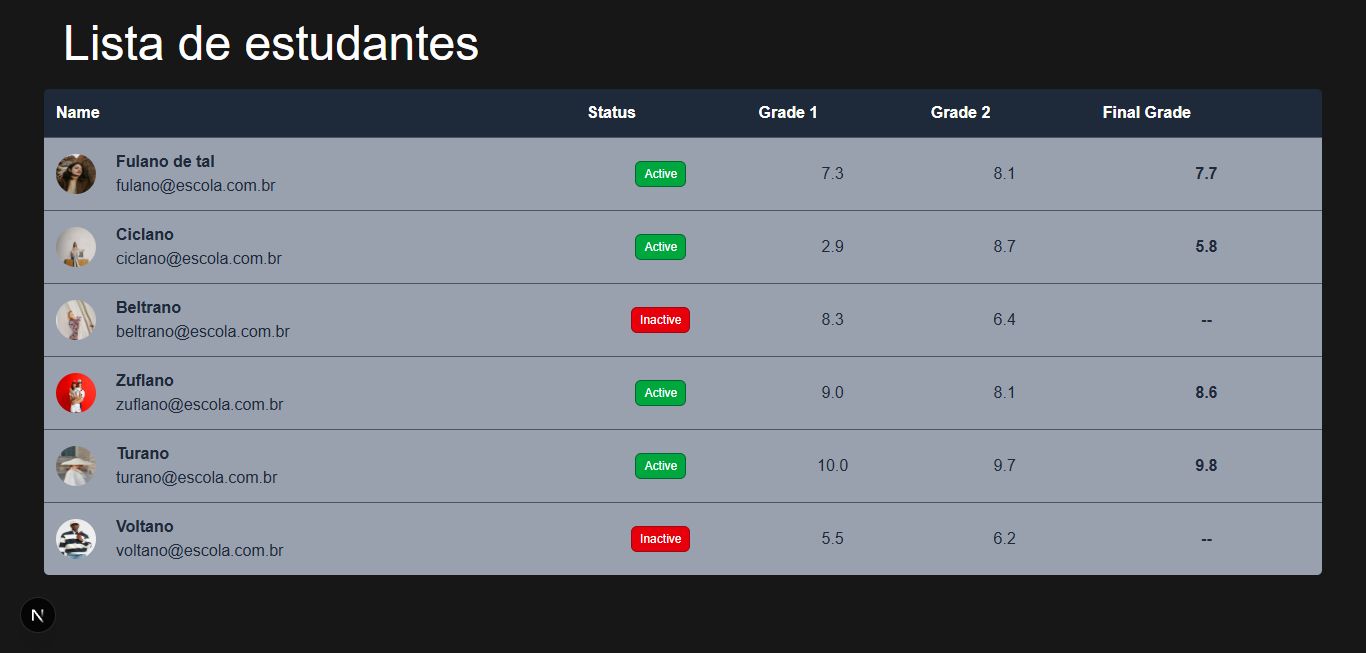 Lista de estudantes
Name Status Grade 1 Grade 2 Final Grade
Fulano de tal
fulano@escola.com.br Active 7.3 8.1 7.7
Ciclano
ciclano@escola.com.br Active 2.9 8.7 5.8
Beltrano
beltrano@escola.com.br Inactive 8.3 6.4 --
Zuflano
zuflano@escola.com.br Active 9.0 8.1 8.6
Turano
turano@escola.com.br Active 10.0 9.7 9.8
Voltano
voltano@escola.com.br Inactive 5.5 6.2 --
N